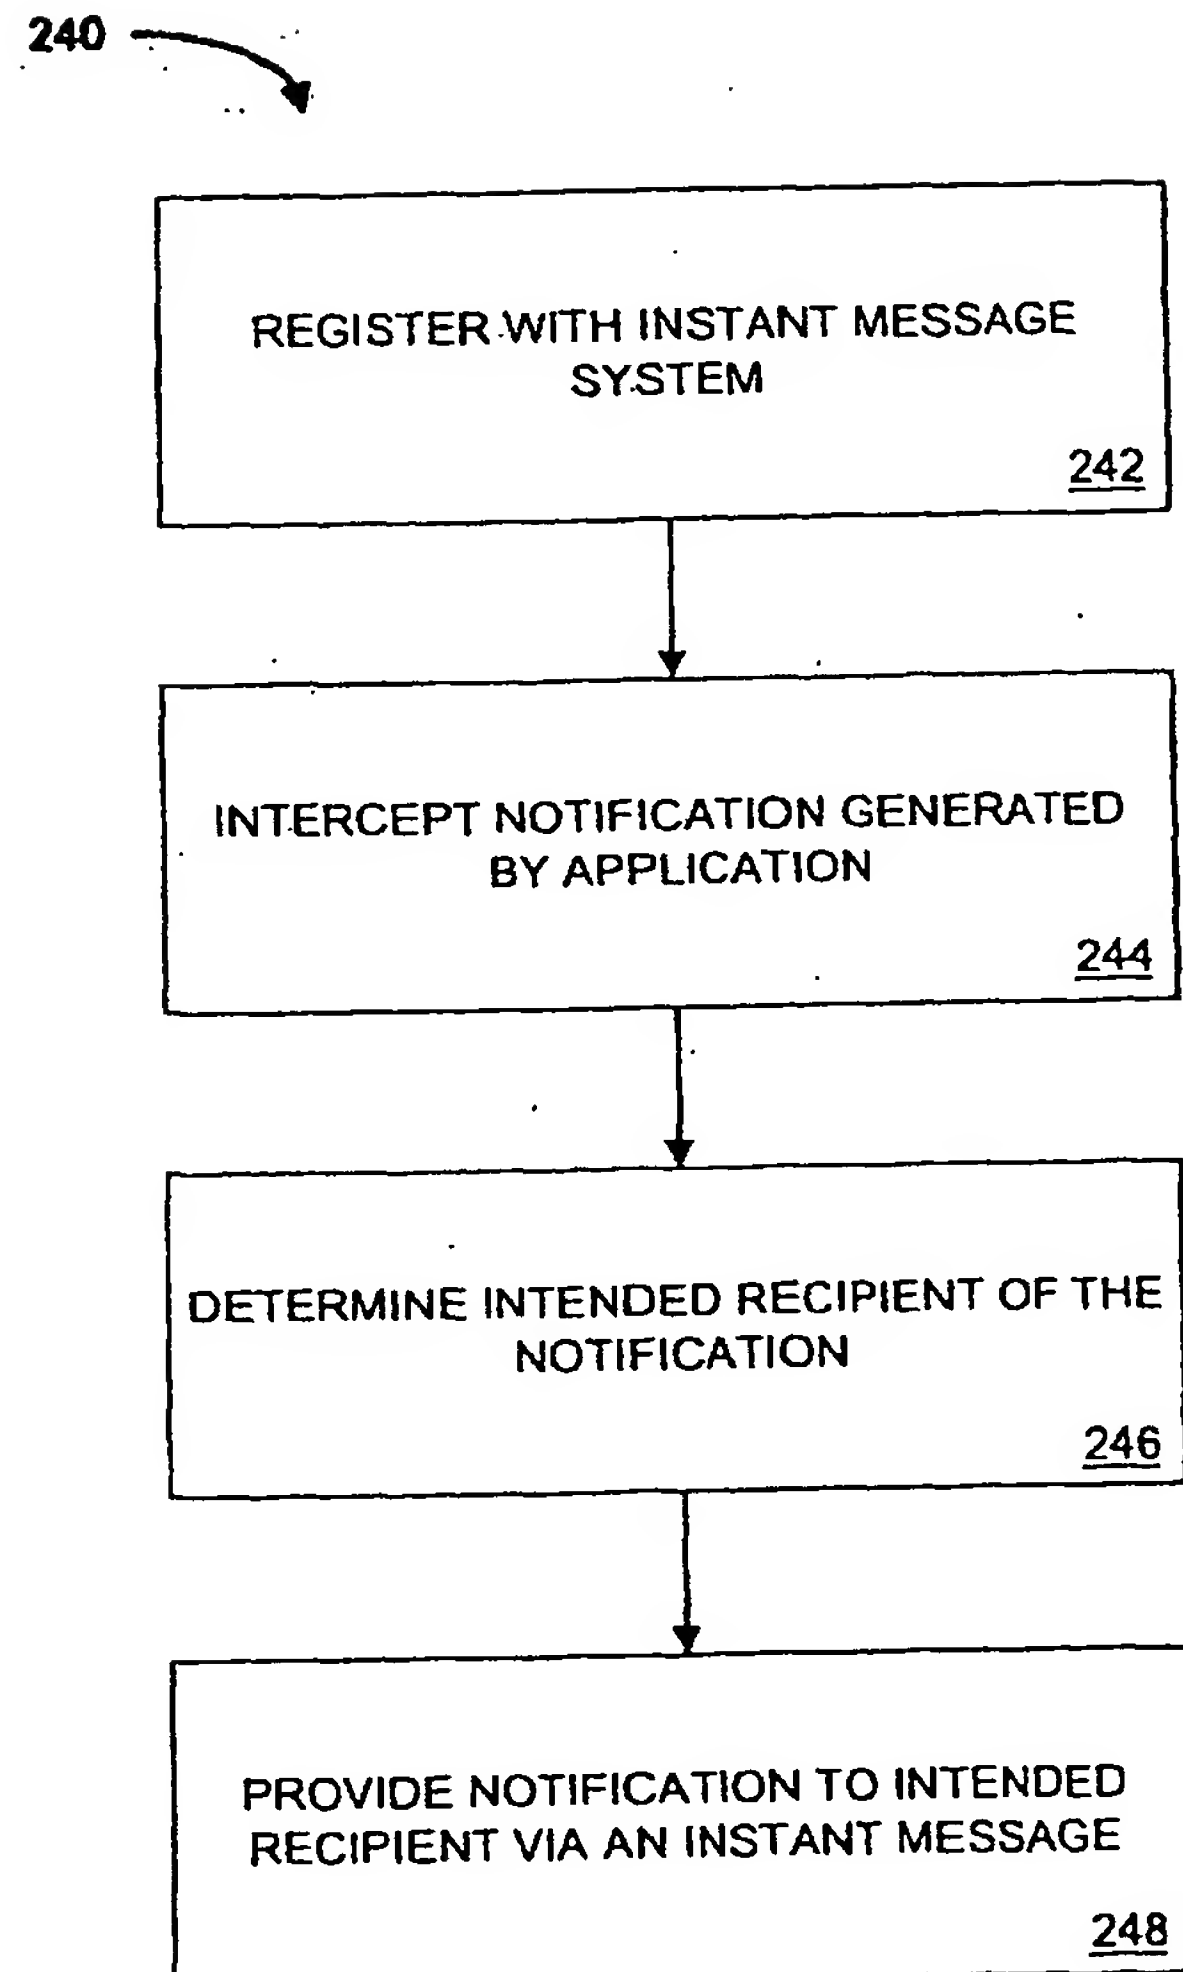 240
REGISTER WITH INSTANT MESSAGE
SYSTEM
242
INTERCEPT NOTIFICATION GENERATED
BY APPLICATION
244
DETERMINE INTENDED RECIPIENT OF THE
NOTIFICATION
246
PROVIDE NOTIFICATION TO INTENDED
RECIPIENT VIA AN INSTANT MESSAGE
248